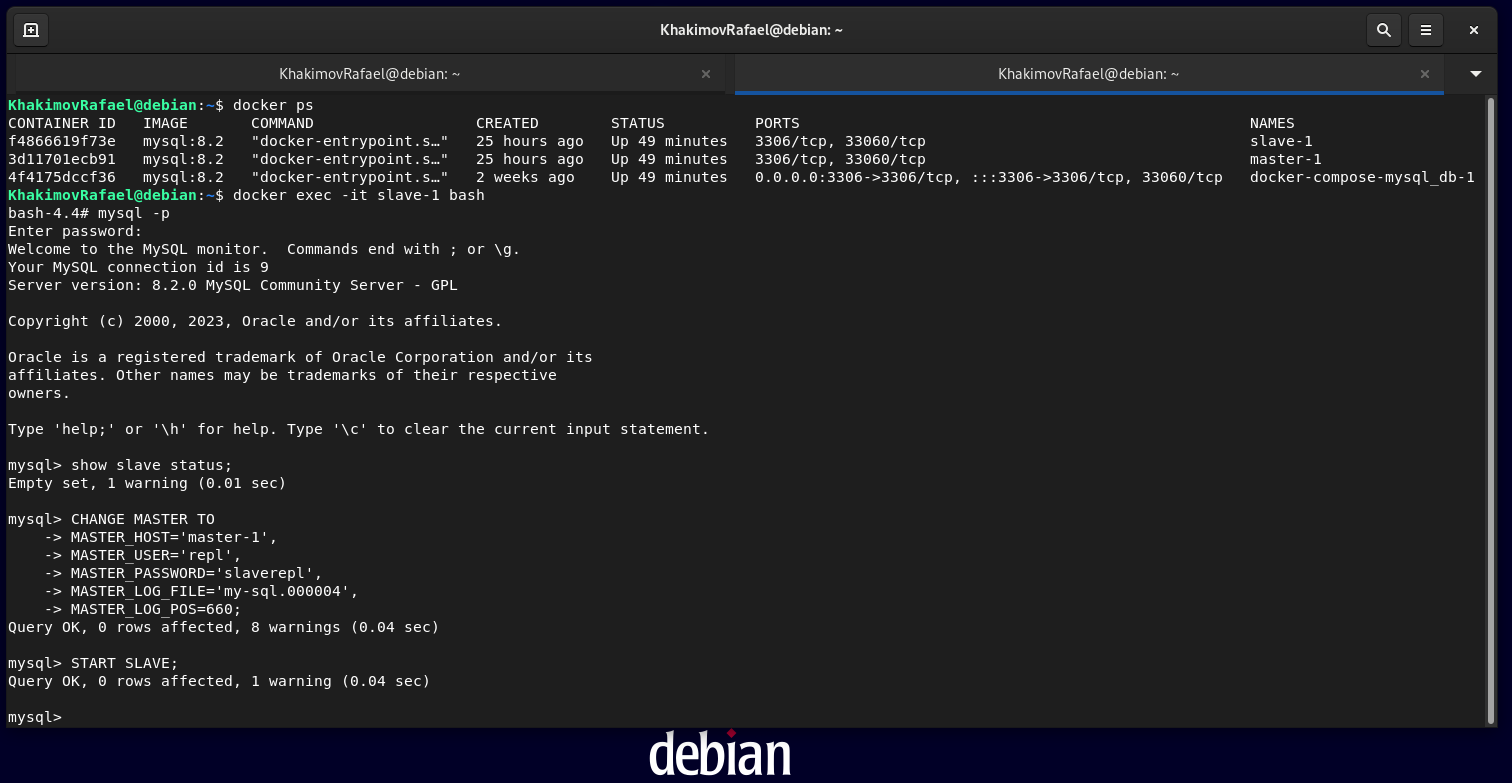 KhakimovRafael@debian: ~
KhakimovRafael@debian: ~ KhakimovRafael@debian: ~
KhakimovRafael@debian:~$ docker ps
CONTAINER ID   IMAGE       COMMAND                  CREATED        STATUS          PORTS                                                  NAMES
f4866619f73e   mysql:8.2   "docker-entrypoint.s…"   25 hours ago   Up 49 minutes   3306/tcp, 33060/tcp                                    slave-1
3d11701ecb91   mysql:8.2   "docker-entrypoint.s…"   25 hours ago   Up 49 minutes   3306/tcp, 33060/tcp                                    master-1
4f4175dccf36   mysql:8.2   "docker-entrypoint.s…"   2 weeks ago    Up 49 minutes   0.0.0.0:3306->3306/tcp, :::3306->3306/tcp, 33060/tcp   docker-compose-mysql_db-1
KhakimovRafael@debian:~$ docker exec -it slave-1 bash
bash-4.4# mysql -p
Enter password:
Welcome to the MySQL monitor.  Commands end with ; or \g.
Your MySQL connection id is 9
Server version: 8.2.0 MySQL Community Server - GPL
Copyright (c) 2000, 2023, Oracle and/or its affiliates.
Oracle is a registered trademark of Oracle Corporation and/or its
affiliates. Other names may be trademarks of their respective
owners.
Type 'help;' or '\h' for help. Type '\c' to clear the current input statement.
mysql> show slave status;
Empty set, 1 warning (0.01 sec)
mysql> CHANGE MASTER TO
    -> MASTER_HOST='master-1',
    -> MASTER_USER='repl',
    -> MASTER_PASSWORD='slaverepl',
    -> MASTER_LOG_FILE='my-sql.000004',
    -> MASTER_LOG_POS=660;
Query OK, 0 rows affected, 8 warnings (0.04 sec)
mysql> START SLAVE;
Query OK, 0 rows affected, 1 warning (0.04 sec)
mysql>
debian